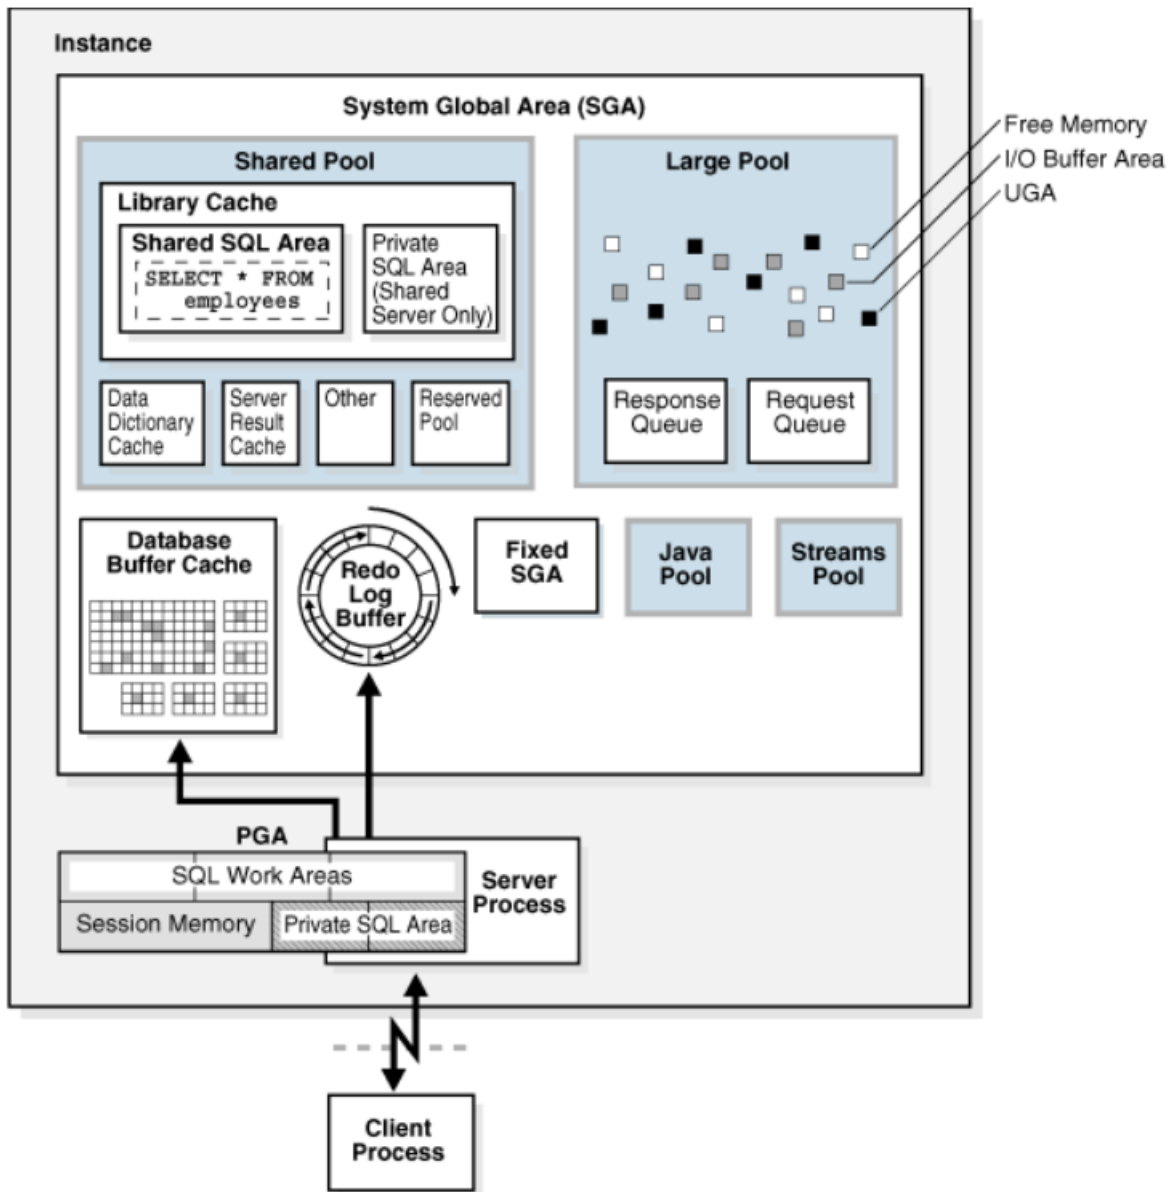 Instance
System Global Area (SGA)
Shared Pool
Library Cache
Shared SQL Area
SELECT * FROM
employees
Private
SQL Area
(Shared
Server Only)
Data
Dictionary
Cache
Server
Result
Cache
Other
Reserved
Pool
Large Pool
Free Memory
I/O Buffer Area
UGA
Response
Queue
Request
Queue
Database
Buffer Cache
Redo
Log
Buffer
Fixed
SGA
Java
Pool
Streams
Pool
PGA
SQL Work Areas
Session Memory
Private SQL Area
Server
Process
Client
Process